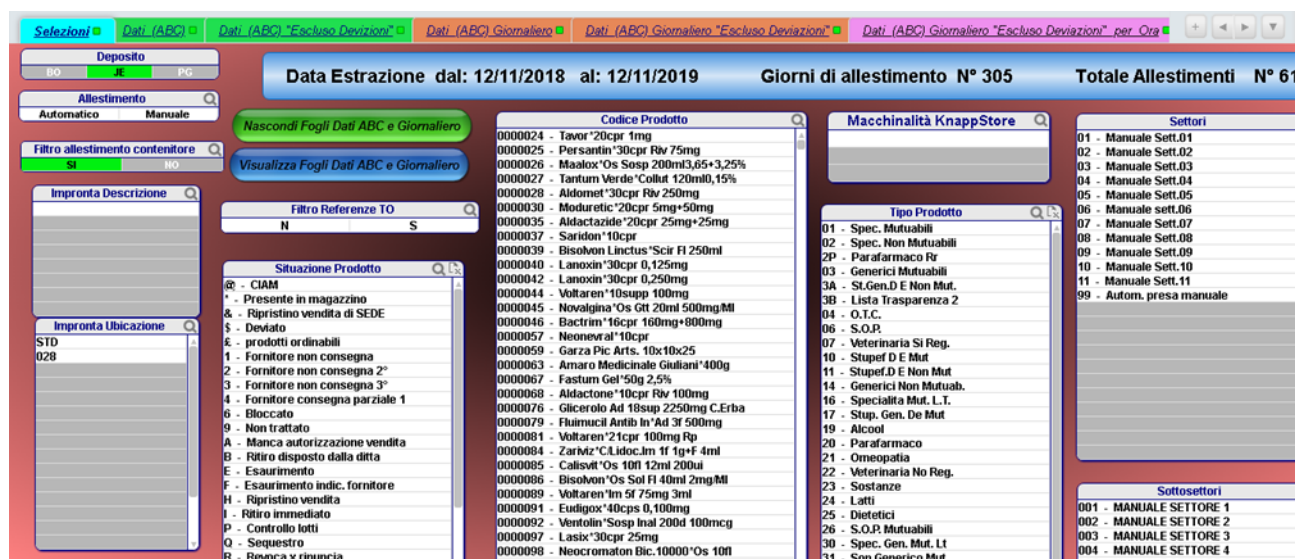 Selezioni
Dati (ABC)
Dati (ABC) "Escluso Devizioni"
Dati (ABC) Giornaliero
Dati (ABC) Giornaliero "Escluso Deviazioni"
Dati (ABC) Giornaliero "Escluso Deviazioni" per Ora
Deposito
BO JE PG
Data Estrazione dal: 12/11/2018 al: 12/11/2019 Giorni di allestimento N° 305 Totale Allestimenti N° 61
Allestimento
Automatico Manuale
Filtro allestimento contenitore
SI NO
Impronta Descrizione
Impronta Ubicazione
STD
028
Nascondi Fogli Dati ABC e Giornaliero
Visualizza Fogli Dati ABC e Giornaliero
Filtro Referenze TO
N S
Situazione Prodotto
@ - CIAM
* - Presente in magazzino
& - Ripristino vendita di SEDE
$ - Deviato
£ - prodotti ordinabili
1 - Fornitore non consegna
2 - Fornitore non consegna 2°
3 - Fornitore non consegna 3°
4 - Fornitore consegna parziale 1
6 - Bloccato
9 - Non trattato
A - Manca autorizzazione vendita
B - Ritiro disposto dalla ditta
E - Esaurimento
F - Esaurimento indic. fornitore
H - Ripristino vendita
I - Ritiro immediato
P - Controllo lotti
Q - Sequestro
R - Revoca x rinuncia
Codice Prodotto
0000024 - Tavor*20cpr 1mg
0000025 - Persantin*30cpr Riv 75mg
0000026 - Maalox*Os Sosp 200ml3,65+3,25%
0000027 - Tantum Verde*Collut 120ml0,15%
0000028 - Aldomet*30cpr Riv 250mg
0000030 - Moduretic*20cpr 5mg+50mg
0000035 - Aldactazide*20cpr 25mg+25mg
0000037 - Saridon*10cpr
0000039 - Bisolvon Linctus*Scir Fl 250ml
0000040 - Lanoxin*30cpr 0,125mg
0000042 - Lanoxin*30cpr 0,250mg
0000044 - Voltaren*10supp 100mg
0000045 - Novalgina*Os Gtt 20ml 500mg/Ml
0000046 - Bactrim*16cpr 160mg+800mg
0000057 - Neonevral*10cpr
0000059 - Garza Pic Arts. 10x10x25
0000063 - Amaro Medicinale Giuliani*400g
0000067 - Fastum Gel*50g 2,5%
0000068 - Aldactone*10cpr Riv 100mg
0000076 - Glicerolo Ad 18sup 2250mg C.Erba
0000079 - Fluimucil Antib In*Ad 3f 500mg
0000081 - Voltaren*21cpr 100mg Rp
0000084 - Zariviz*C/Lidoc.Im 1f 1g+F 4ml
0000085 - Calisvit*Os 10fl 12ml 200ui
0000086 - Bisolvon*Os Sol Fl 40ml 2mg/Ml
0000089 - Voltaren*Im 5f 75mg 3ml
0000091 - Eudigox*40cps 0,100mg
0000092 - Ventolin*Sosp Inal 200d 100mcg
0000097 - Lasix*30cpr 25mg
0000098 - Neocromaton Bic.10000*Os 10fl
Macchinalità KnappStore
Tipo Prodotto
01 - Spec. Mutuabili
02 - Spec. Non Mutuabili
2P - Parafarmaco Rr
03 - Generici Mutuabili
3A - St.Gen.D E Non Mut.
3B - Lista Trasparenza 2
04 - O.T.C.
06 - S.O.P.
07 - Veterinaria Si Reg.
10 - Stupef D E Mut
11 - Stupef.D E Non Mut
14 - Generici Non Mutuab.
16 - Specialita Mut. L.T.
17 - Stup. Gen. De Mut
19 - Alcool
20 - Parafarmaco
21 - Omeopatia
22 - Veterinaria No Reg.
23 - Sostanze
24 - Latti
25 - Dietetici
26 - S.O.P. Mutuabili
30 - Spec. Gen. Mut. Lt
31 - Sop Generico Mut
Settori
01 - Manuale Sett.01
02 - Manuale Sett.02
03 - Manuale Sett.03
04 - Manuale Sett.04
05 - Manuale Sett.05
06 - Manuale sett.06
07 - Manuale Sett.07
08 - Manuale Sett.08
09 - Manuale Sett.09
10 - Manuale Sett.10
11 - Manuale Sett.11
99 - Autom. presa manuale
Sottosettori
001 - MANUALE SETTORE 1
002 - MANUALE SETTORE 2
003 - MANUALE SETTORE 3
004 - MANUALE SETTORE 4